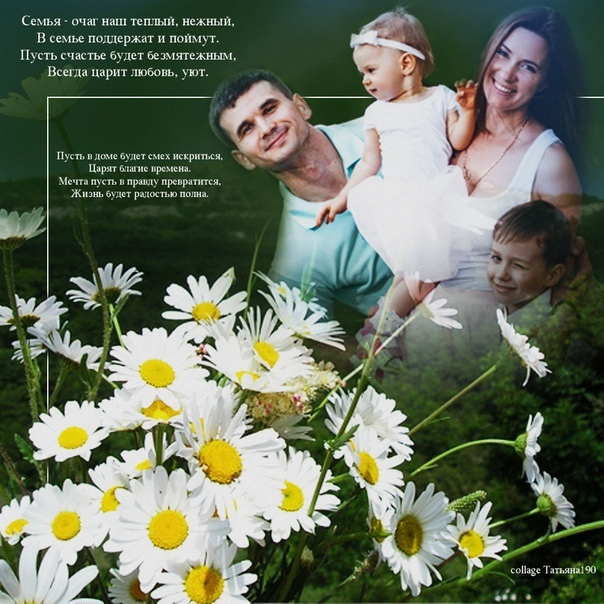 Семья - очаг наш теплый, нежный,
В семье поддержат и поймут.
Пусть счастье будет безмятежным,
Всегда царит любовь, уют.
Пусть в доме будет смех искриться,
Царят благие времена.
Мечта пусть в правду превратится,
Жизнь будет радостью полна.
collage Татьяна190